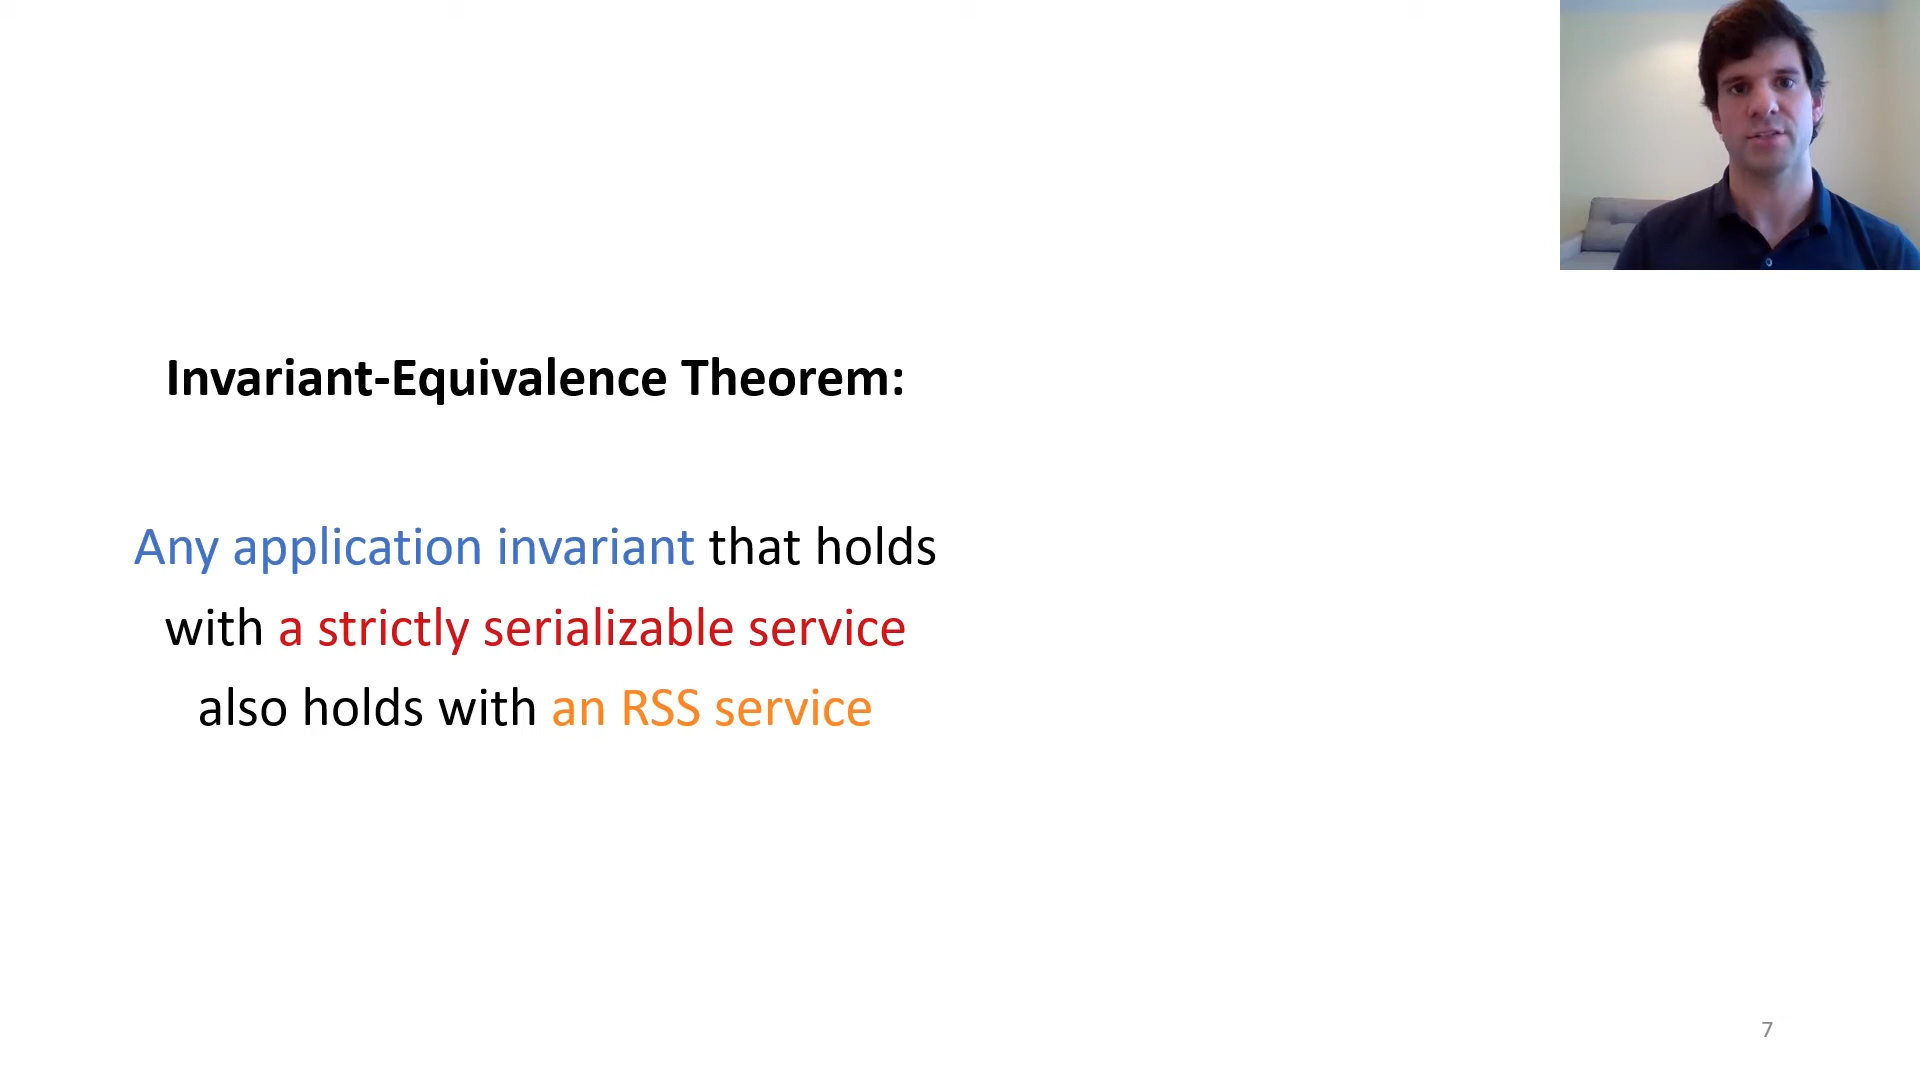 Invariant-Equivalence Theorem:
Any application invariant that holds
with a strictly serializable service
also holds with an RSS service
7